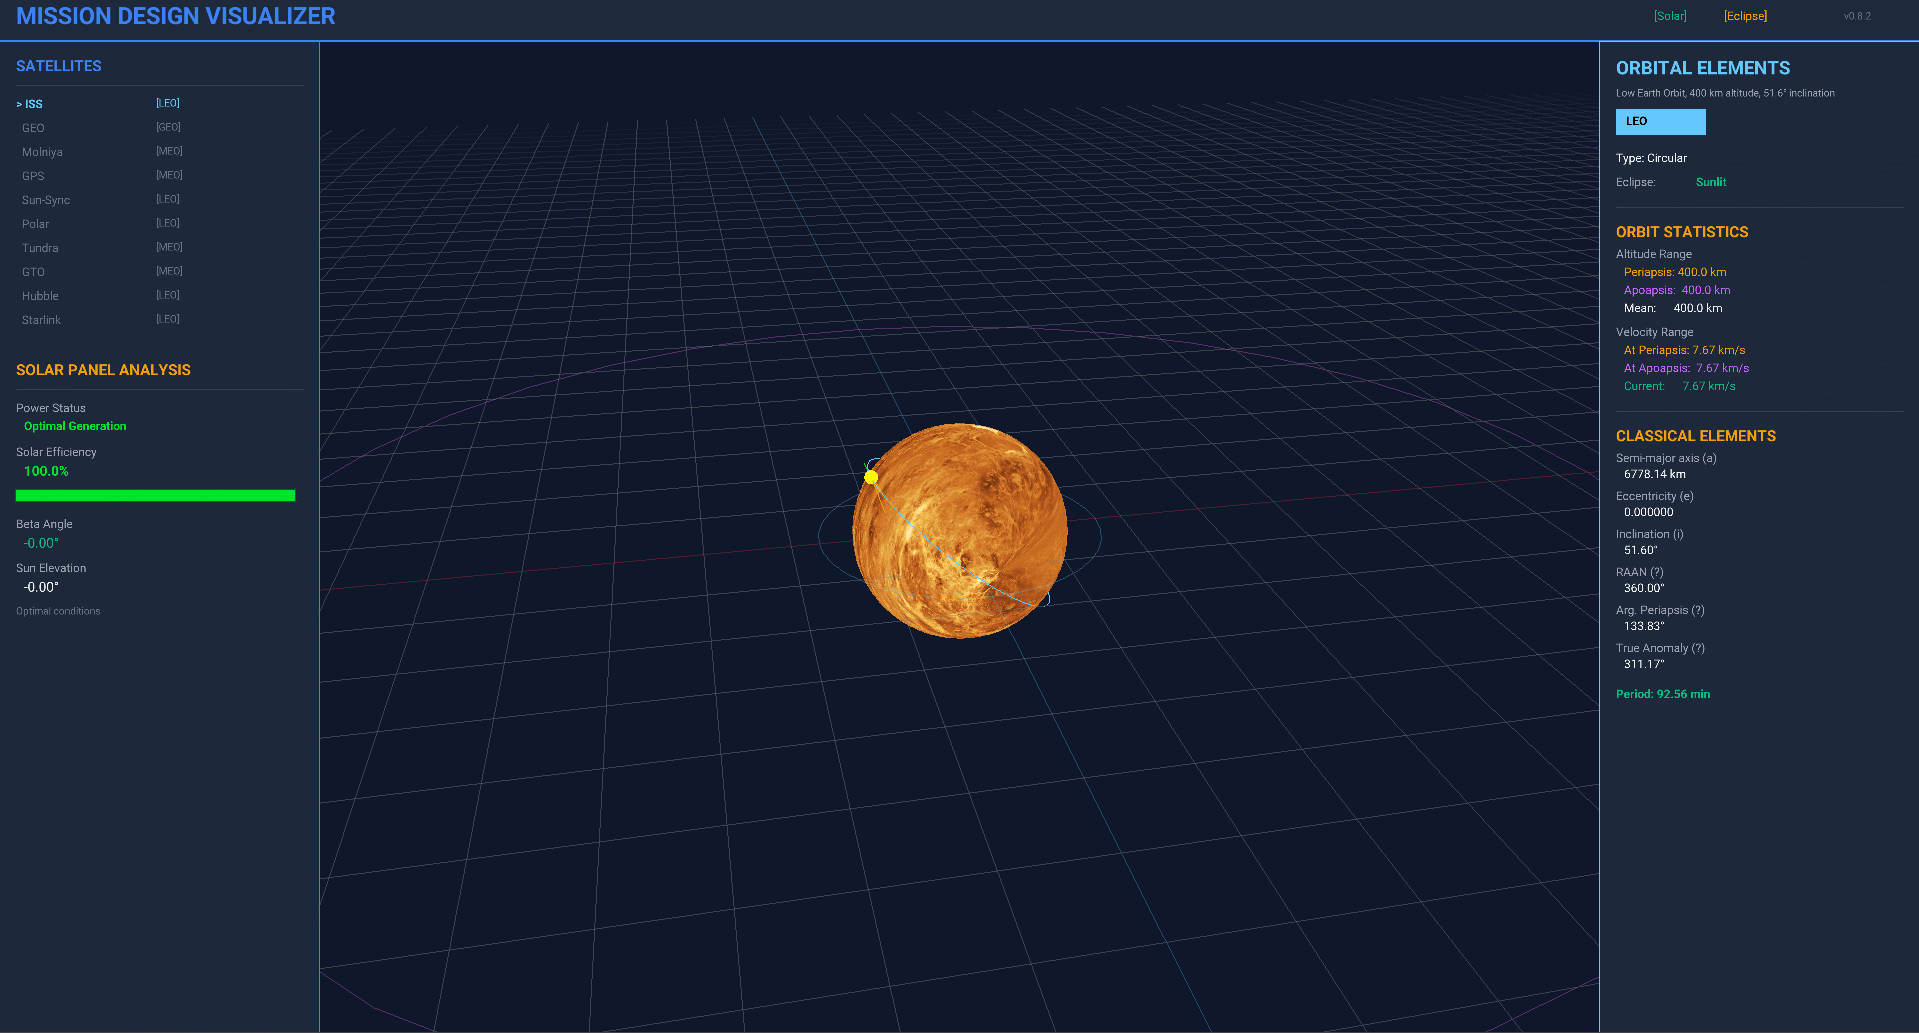 MISSION DESIGN VISUALIZER
[Solar] [Eclipse] v0.8.2
SATELLITES
> ISS [LEO]
GEO [GEO]
Molniya [MEO]
GPS [MEO]
Sun-Sync [LEO]
Polar [LEO]
Tundra [MEO]
GTO [MEO]
Hubble [LEO]
Starlink [LEO]
SOLAR PANEL ANALYSIS
Power Status
Optimal Generation
Solar Efficiency
100.0%
Beta Angle
-0.00°
Sun Elevation
-0.00°
Optimal conditions
ORBITAL ELEMENTS
Low Earth Orbit, 400 km altitude, 51.6° inclination
LEO
Type: Circular
Eclipse: Sunlit
ORBIT STATISTICS
Altitude Range
Periapsis: 400.0 km
Apoapsis: 400.0 km
Mean: 400.0 km
Velocity Range
At Periapsis: 7.67 km/s
At Apoapsis: 7.67 km/s
Current: 7.67 km/s
CLASSICAL ELEMENTS
Semi-major axis (a)
6778.14 km
Eccentricity (e)
0.000000
Inclination (i)
51.60°
RAAN (?)
360.00°
Arg. Periapsis (?)
133.83°
True Anomaly (?)
311.17°
Period: 92.56 min